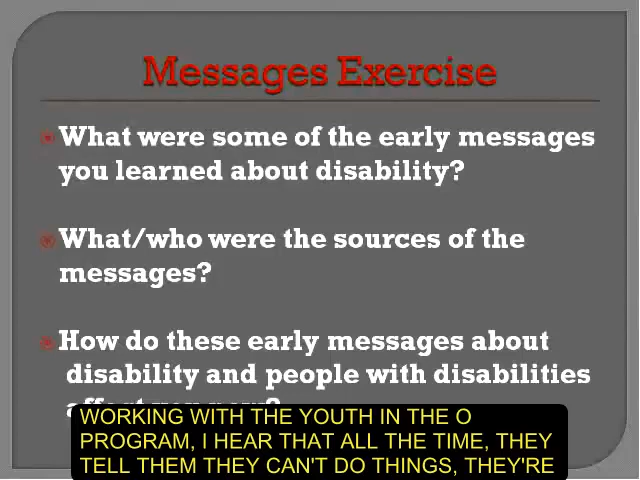 Messages Exercise
What were some of the early messages
you learned about disability?
What/who were the sources of the
messages?
How do these early messages about
disability and people with disabilities
WORKING WITH THE YOUTH IN THE O
PROGRAM, I HEAR THAT ALL THE TIME, THEY
TELL THEM THEY CAN'T DO THINGS, THEY'RE